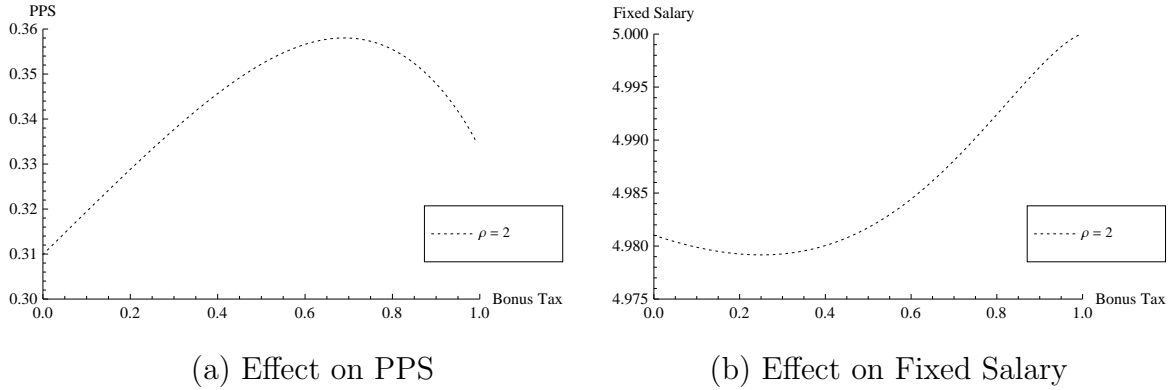 PPS
0.36
0.35
0.34
0.33
0.32
0.31
0.30
0.0 0.2 0.4 0.6 0.8 1.0
Bonus Tax
ρ = 2
(a) Effect on PPS
Fixed Salary
5.000
4.995
4.990
4.985
4.980
4.975
0.0 0.2 0.4 0.6 0.8 1.0
Bonus Tax
ρ = 2
(b) Effect on Fixed Salary